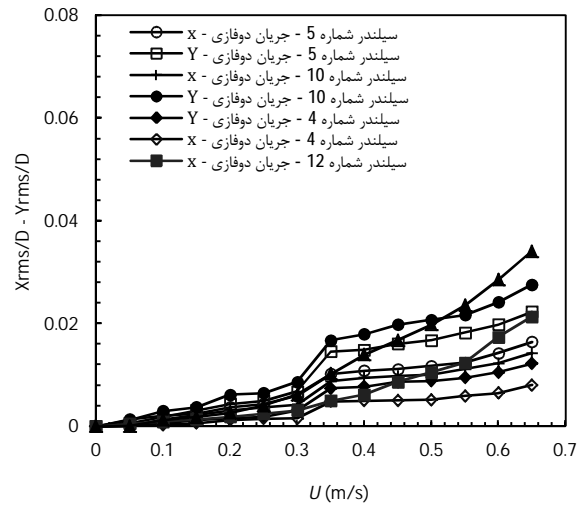 0.08
0.06
0.04
0.02
0
Xrms/D - Yrms/D
سیلندر شماره 5 - جریان دوفازی - x
سیلندر شماره 5 - جریان دوفازی - Y
سیلندر شماره 10 - جریان دوفازی - x
سیلندر شماره 10 - جریان دوفازی - Y
سیلندر شماره 4 - جریان دوفازی - Y
سیلندر شماره 4 - جریان دوفازی - x
سیلندر شماره 12 - جریان دوفازی - x
0 0.1 0.2 0.3 0.4 0.5 0.6 0.7
U (m/s)